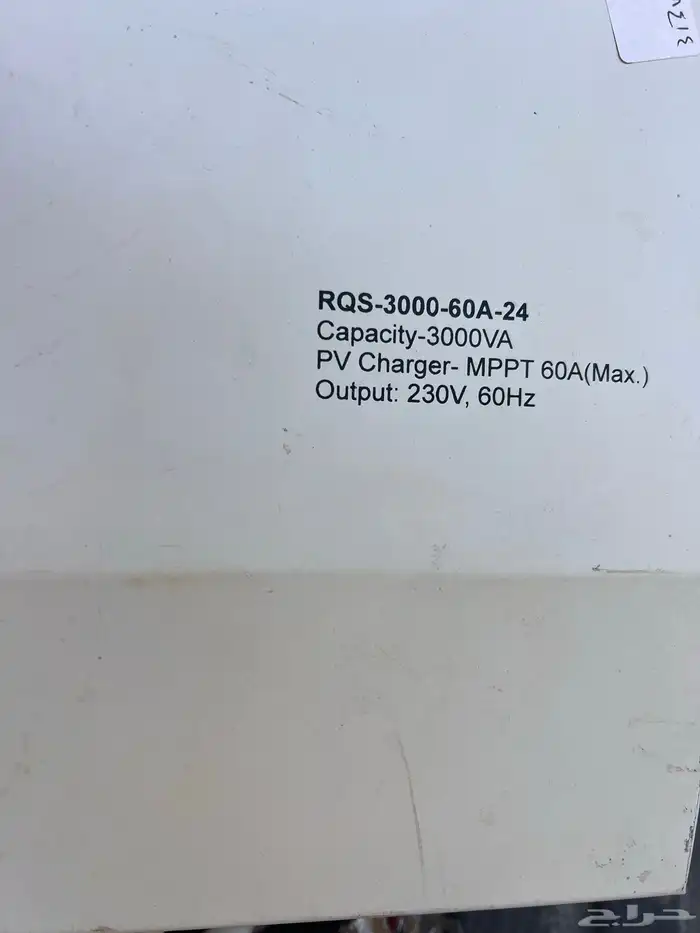 RQS-3000-60A-24
Capacity-3000VA
PV Charger- MPPT 60A(Max.)
Output: 230V, 60Hz
حراج